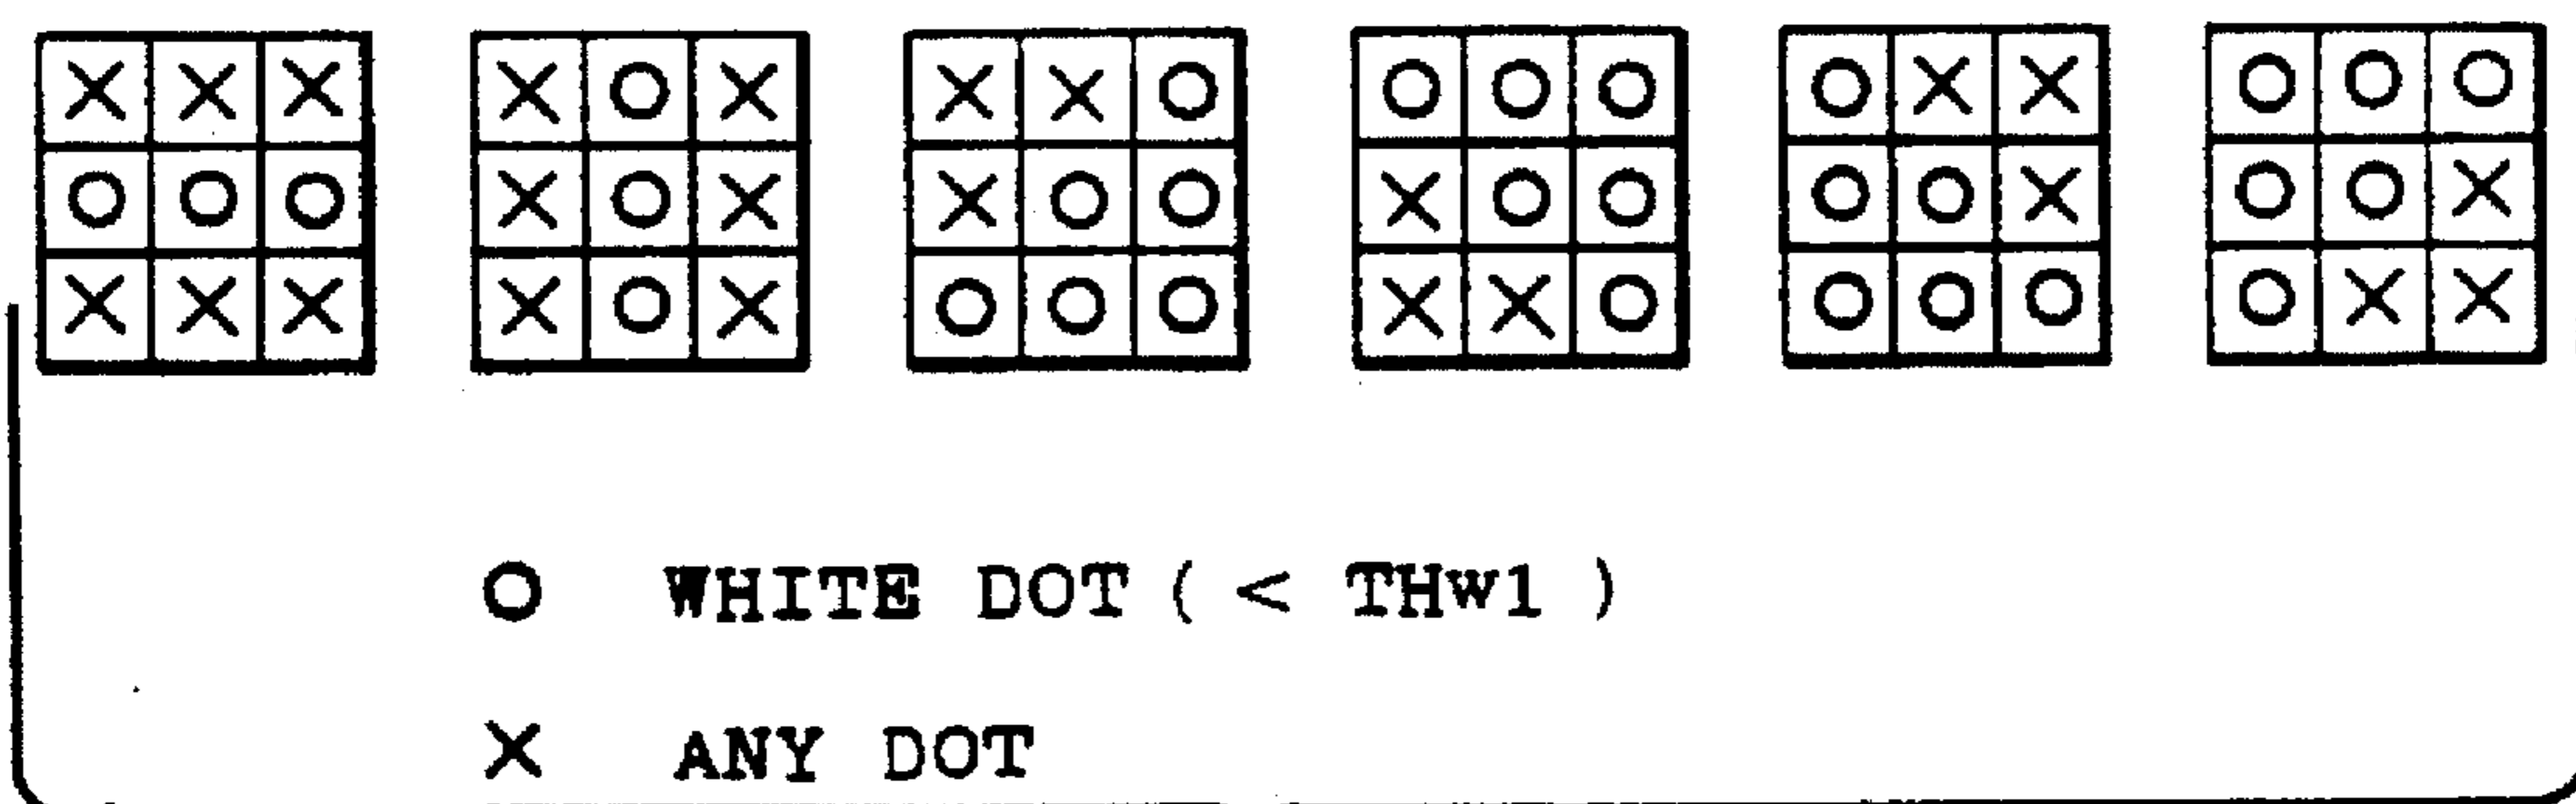 X X X X O X X X O O O O O X X O O O
O O O X O X X O O X O O O O X O O X
X X X X O X O O O X X O O O O O X X
O WHITE DOT ( < THw1 )
X ANY DOT